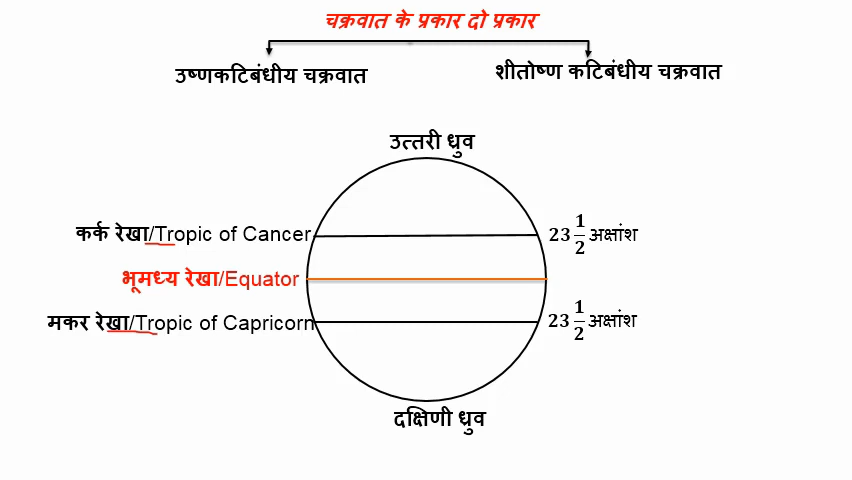 चक्रवात के प्रकार दो प्रकार
उष्णकटिबंधीय चक्रवात
शीतोष्ण कटिबंधीय चक्रवात
उत्तरी ध्रुव
कर्क रेखा/Tropic of Cancer
23 1/2 अक्षांश
भूमध्य रेखा/Equator
मकर रेखा/Tropic of Capricorn
23 1/2 अक्षांश
दक्षिणी ध्रुव